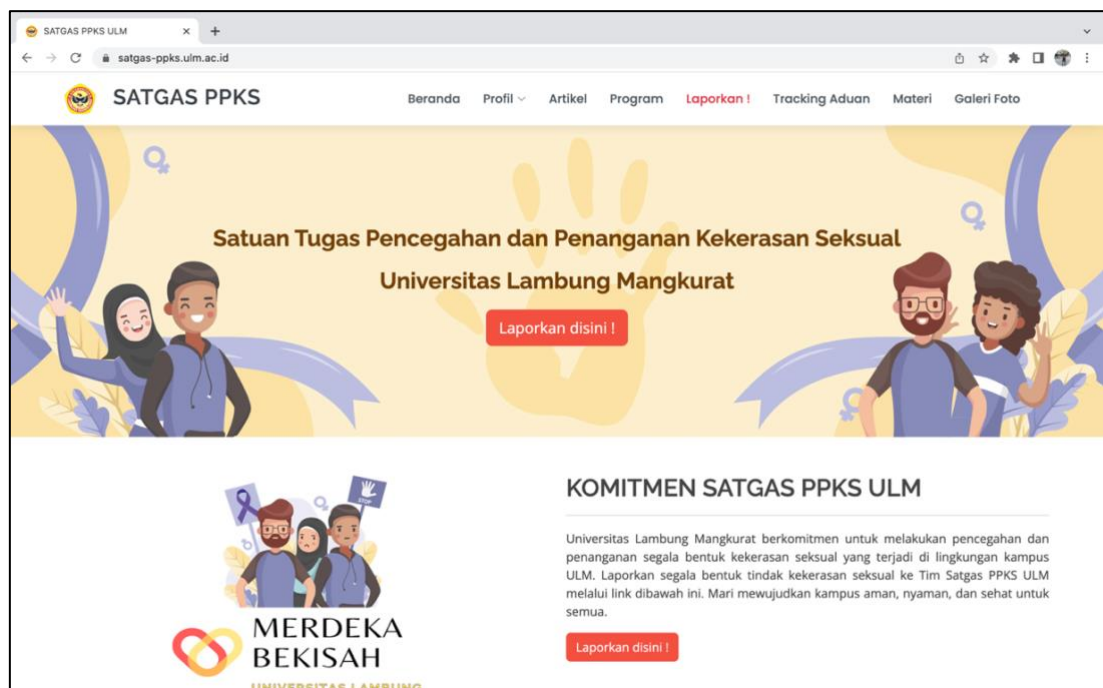 SATGAS PPKS ULM
satgas-ppks.ulm.ac.id
SATGAS PPKS
Beranda Profil Artikel Program Laporkan ! Tracking Aduan Materi Galeri Foto
Satuan Tugas Pencegahan dan Penanganan Kekerasan Seksual
Universitas Lambung Mangkurat
Laporkan disini !
STOP
MERDEKA
BEKISAH
UNIVERSITAS LAMBUNG
KOMITMEN SATGAS PPKS ULM
Universitas Lambung Mangkurat berkomitmen untuk melakukan pencegahan dan
penanganan segala bentuk kekerasan seksual yang terjadi di lingkungan kampus
ULM. Laporkan segala bentuk tindak kekerasan seksual ke Tim Satgas PPKS ULM
melalui link dibawah ini. Mari mewujudkan kampus aman, nyaman, dan sehat untuk
semua.
Laporkan disini !